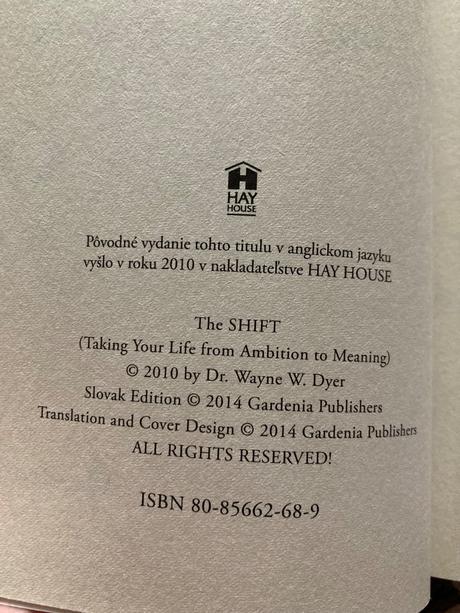 HAY
HOUSE
Pôvodné vydanie tohto titulu v anglickom jazyku
vyšlo v roku 2010 v nakladateľstve HAY HOUSE
The SHIFT
(Taking Your Life from Ambition to Meaning)
© 2010 by Dr. Wayne W. Dyer
Slovak Edition © 2014 Gardenia Publishers
Translation and Cover Design © 2014 Gardenia Publishers
ALL RIGHTS RESERVED!
ISBN 80-85662-68-9